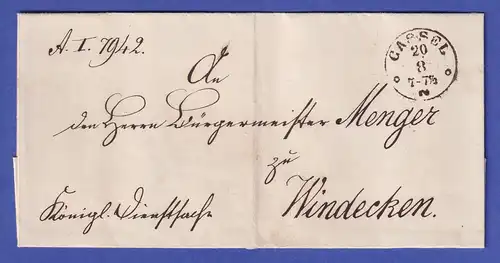 A. I. 7942.
CASSEL
20
8
7-7½
N
An
den Herrn Bürgermeister Menger
zu
Königl. Dienstsache Windecken.